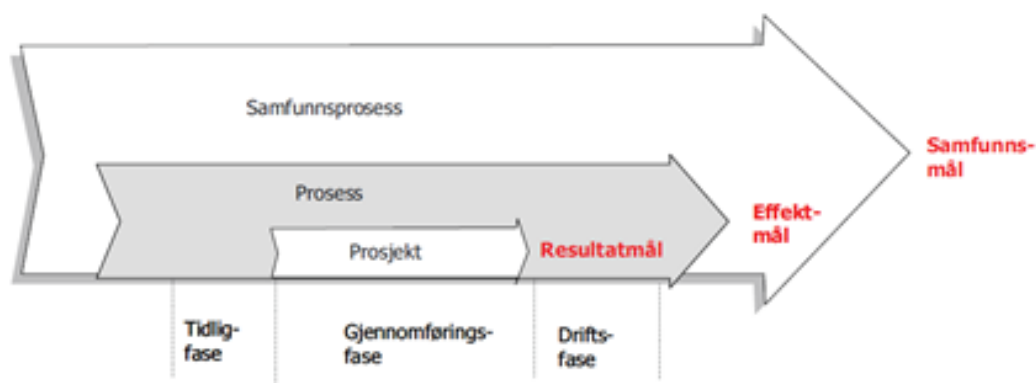 Samfunnsprosess
Samfunns-
mål
Prosess
Effekt-
mål
Prosjekt
Resultatmål
Tidlig-
fase
Gjennomførings-
fase
Drifts-
fase